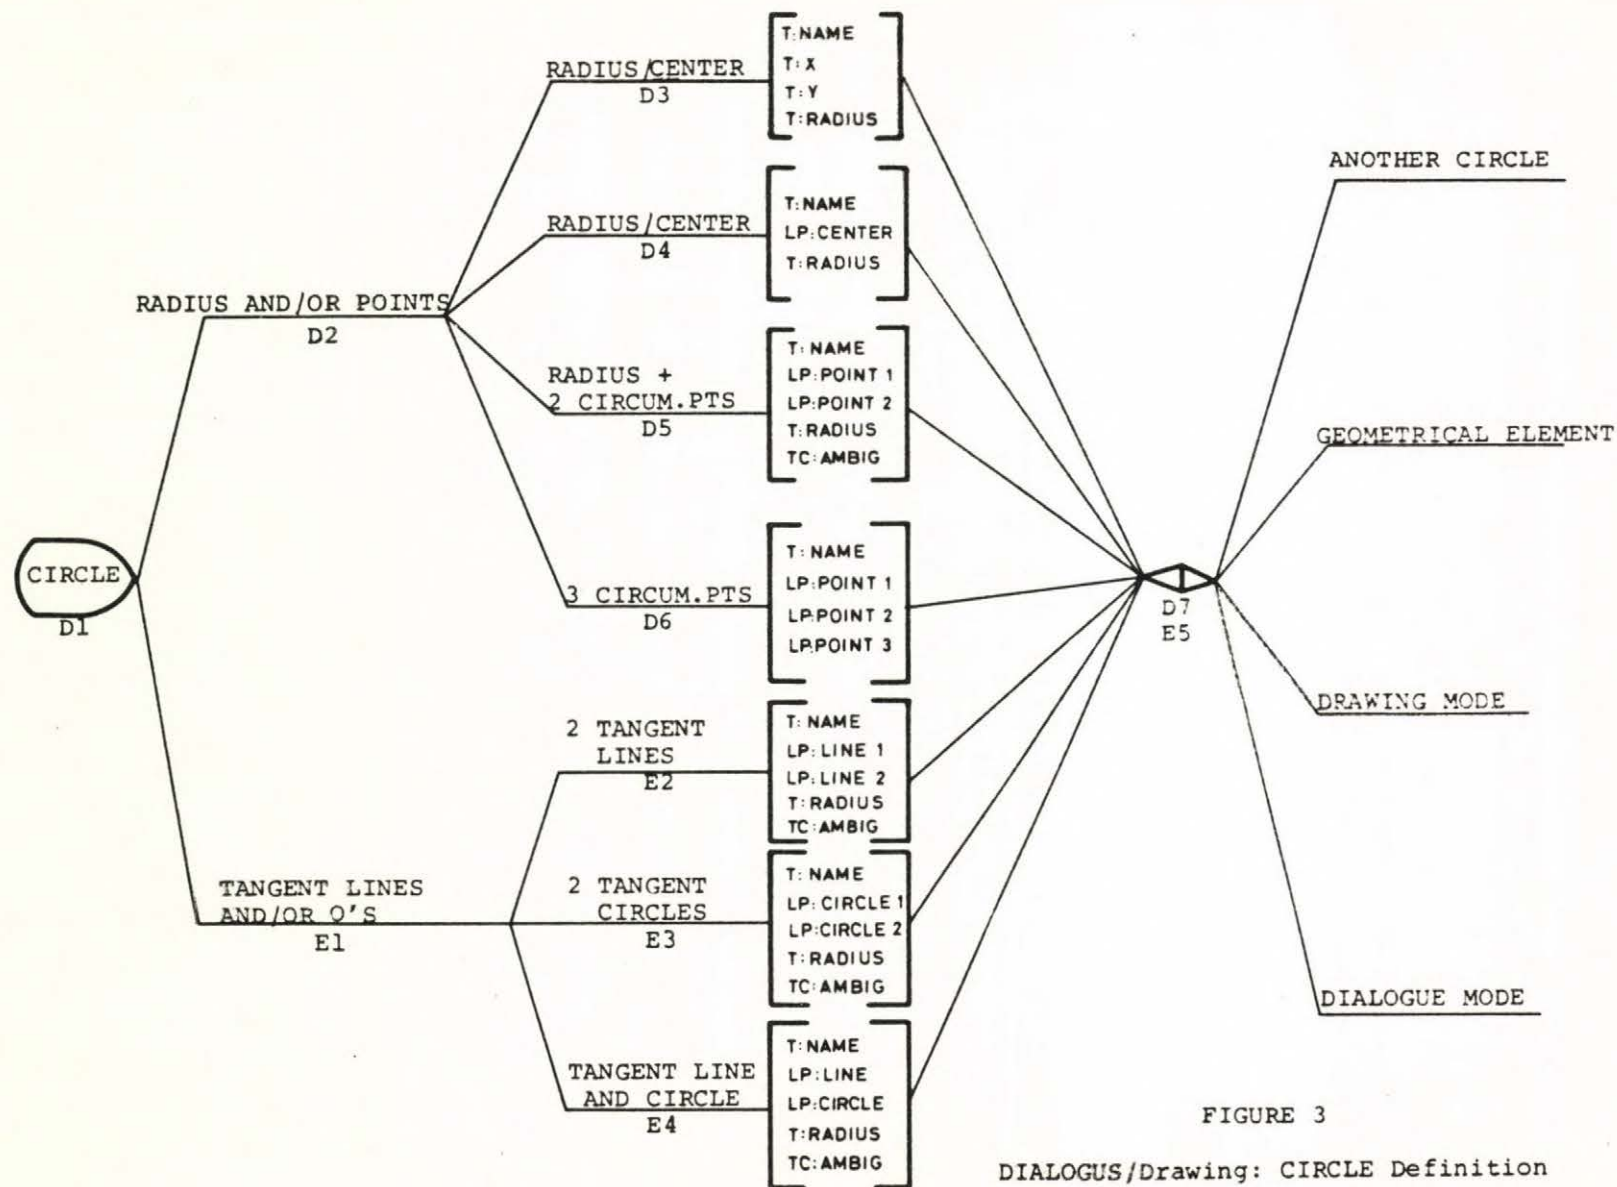 CIRCLE
D1
RADIUS AND/OR POINTS
D2
RADIUS/CENTER
D3
T:NAME
T:X
T:Y
T:RADIUS
RADIUS/CENTER
D4
T:NAME
LP:CENTER
T:RADIUS
RADIUS +
2 CIRCUM.PTS
D5
T:NAME
LP:POINT 1
LP:POINT 2
T:RADIUS
TC:AMBIG
3 CIRCUM.PTS
D6
T:NAME
LP:POINT 1
LP:POINT 2
LP:POINT 3
TANGENT LINES
AND/OR O'S
E1
2 TANGENT
LINES
E2
T:NAME
LP:LINE 1
LP:LINE 2
T:RADIUS
TC:AMBIG
2 TANGENT
CIRCLES
E3
T:NAME
LP:CIRCLE 1
LP:CIRCLE 2
T:RADIUS
TC:AMBIG
TANGENT LINE
AND CIRCLE
E4
T:NAME
LP:LINE
LP:CIRCLE
T:RADIUS
TC:AMBIG
D7
E5
ANOTHER CIRCLE
GEOMETRICAL ELEMENT
DRAWING MODE
DIALOGUE MODE
FIGURE 3
DIALOGUS/Drawing: CIRCLE Definition